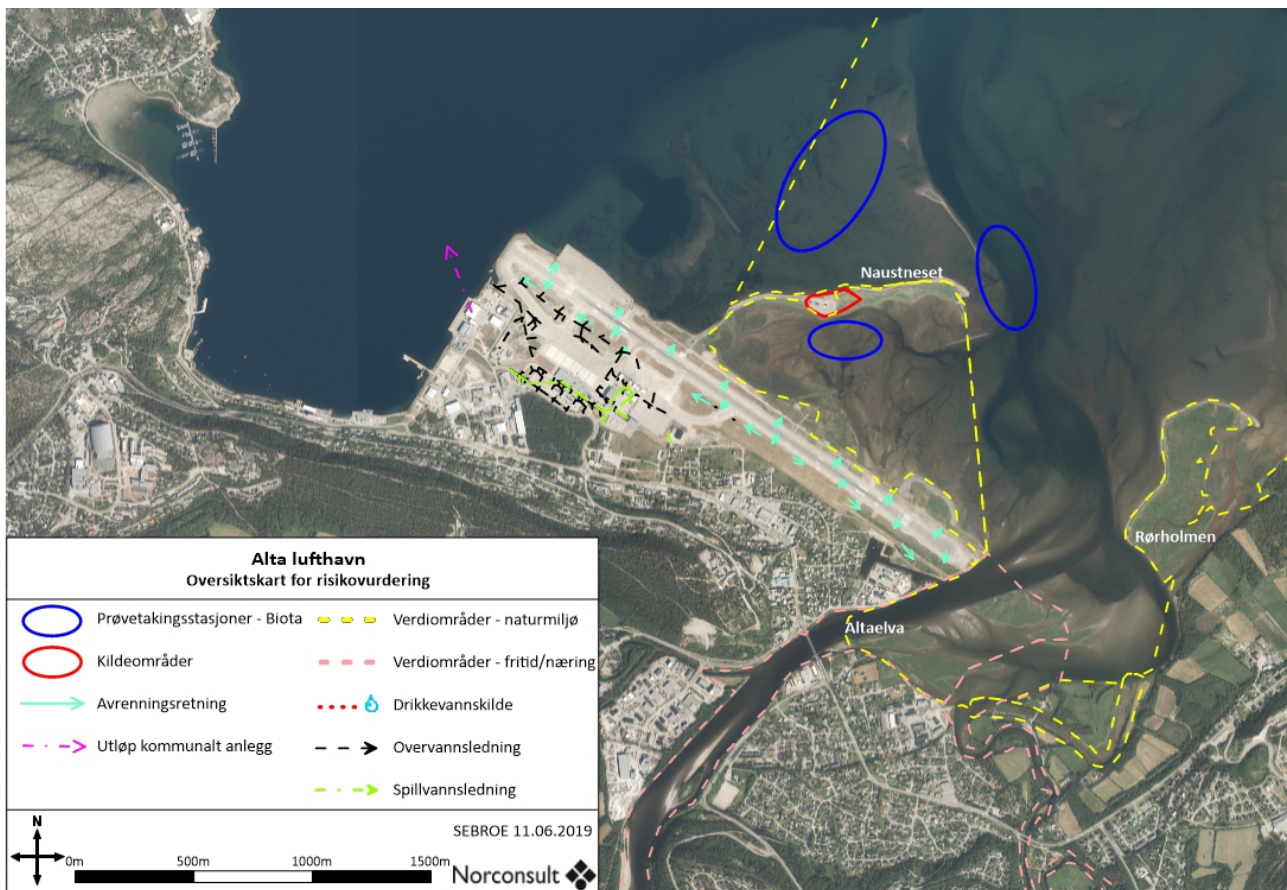 Naustneset
Rørholmen
Altaelva
Alta lufthavn
Oversiktskart for risikovurdering
Prøvetakingsstasjoner - Biota
Verdiområder - naturmiljø
Kildeområder
Verdiområder - fritid/næring
Avrenningsretning
Drikkevannskilde
Utløp kommunalt anlegg
Overvannsledning
Spillvannsledning
N
SEBROE 11.06.2019
0m 500m 1000m 1500m
Norconsult